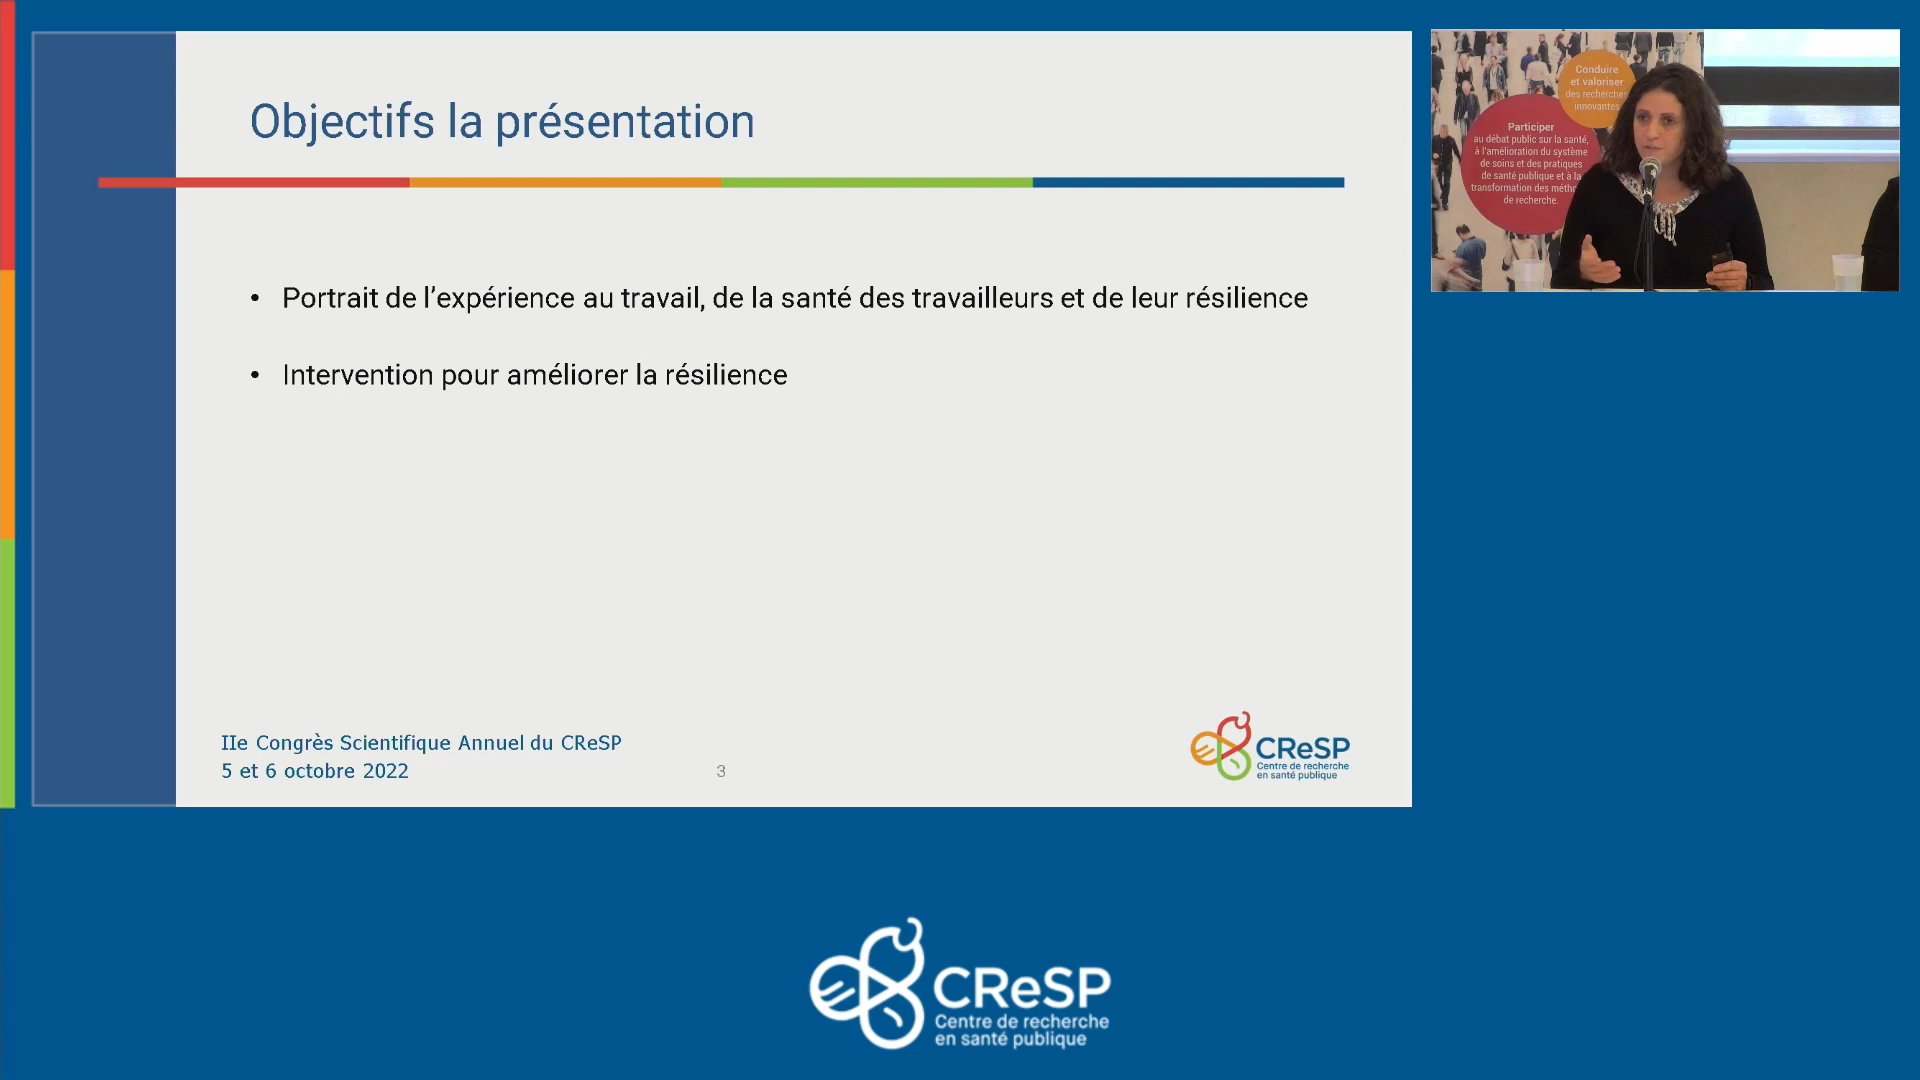 Objectifs la présentation
• Portrait de l’expérience au travail, de la santé des travailleurs et de leur résilience
• Intervention pour améliorer la résilience
IIe Congrès Scientifique Annuel du CReSP
5 et 6 octobre 2022
3
CReSP
Centre de recherche
en santé publique
Conduire
et valoriser
des recherches
innovantes
Participer
au débat public sur la santé,
à l'amélioration du système
de soins et des pratiques
de santé publique et à la
transformation des
de recherche.
CReSP
Centre de recherche
en santé publique